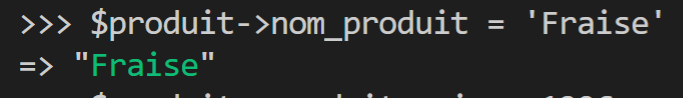 >>> $produit->nom_produit = 'Fraise'
=> "Fraise"